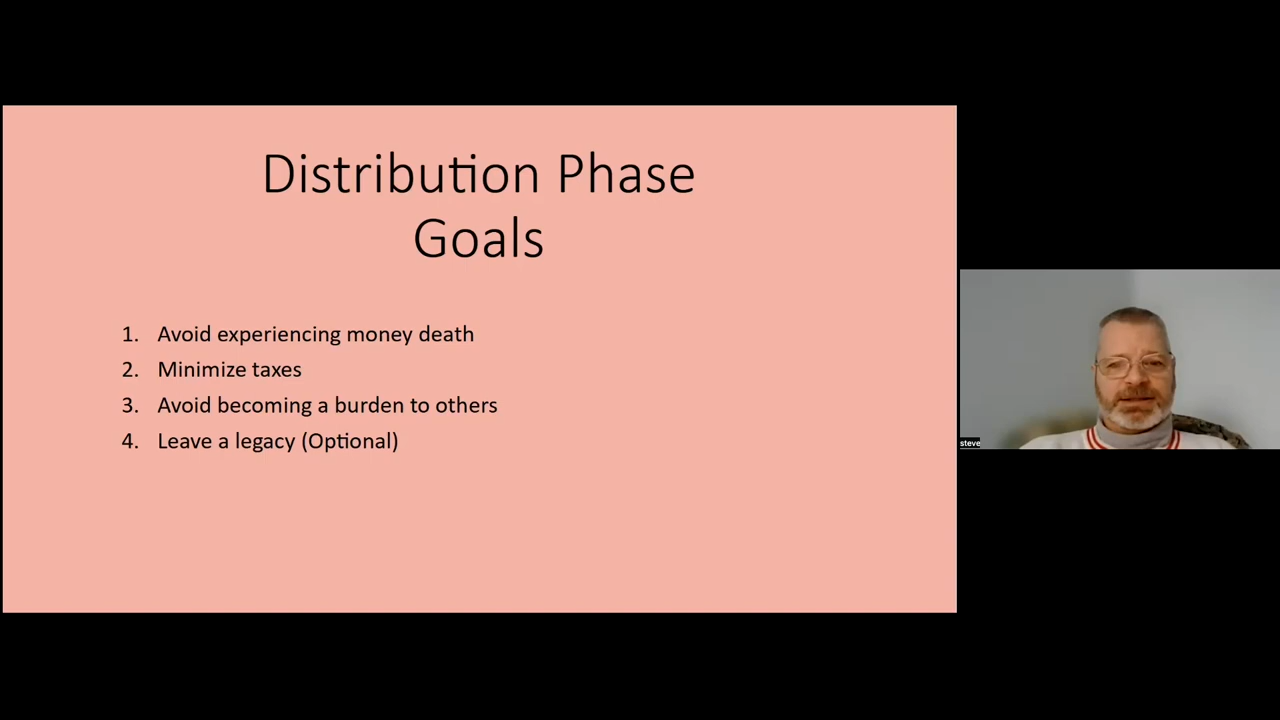 Distribution Phase
Goals
1. Avoid experiencing money death
2. Minimize taxes
3. Avoid becoming a burden to others
4. Leave a legacy (Optional)
steve